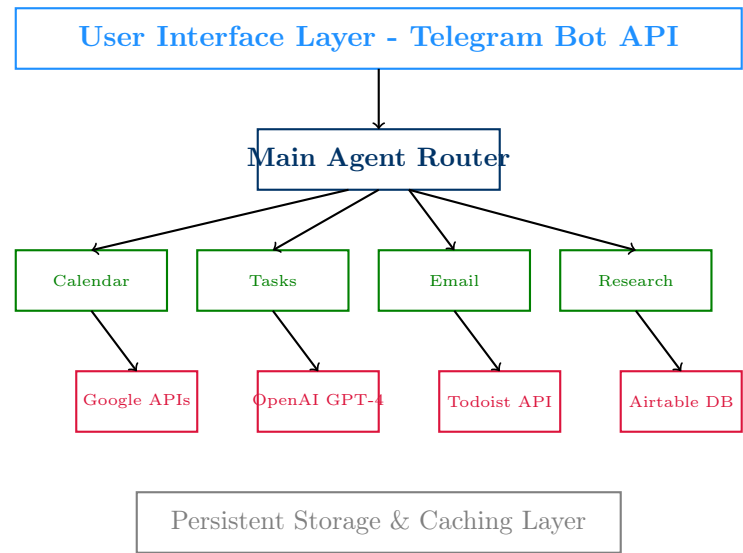 User Interface Layer - Telegram Bot API
Main Agent Router
Calendar
Tasks
Email
Research
Google APIs
OpenAI GPT-4
Todoist API
Airtable DB
Persistent Storage & Caching Layer